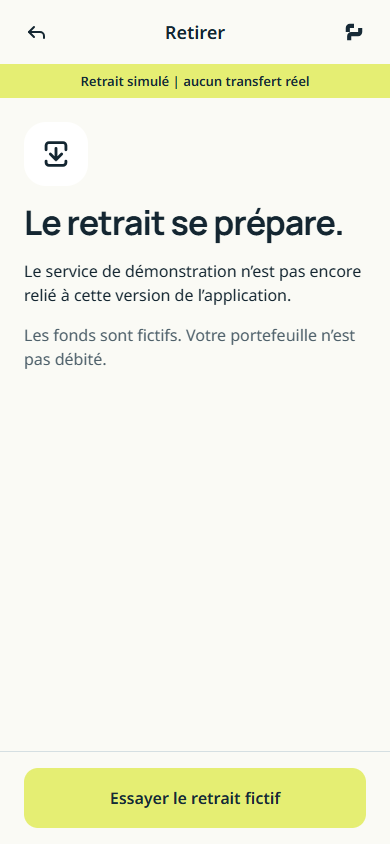 Retirer
Retrait simulé | aucun transfert réel
Le retrait se prépare.
Le service de démonstration n’est pas encore
relié à cette version de l’application.
Les fonds sont fictifs. Votre portefeuille n’est
pas débité.
Essayer le retrait fictif